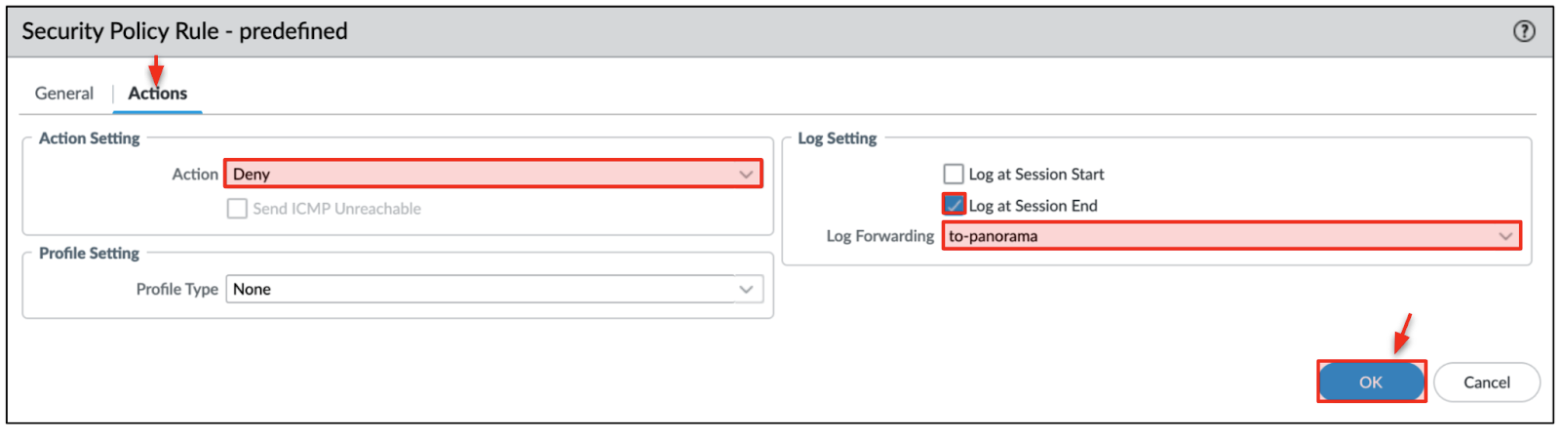 Security Policy Rule - predefined
?
General | Actions
Action Setting
Action Deny
Send ICMP Unreachable
Profile Setting
Profile Type None
Log Setting
Log at Session Start
Log at Session End
Log Forwarding to-panorama
OK Cancel